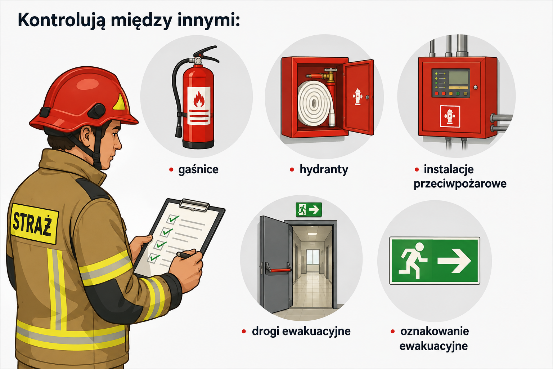 Kontrolują między innymi:
• gaśnice
• hydranty
• instalacje
przeciwpożarowe
STRAŻ
• drogi ewakuacyjne
• oznakowanie
ewakuacyjne